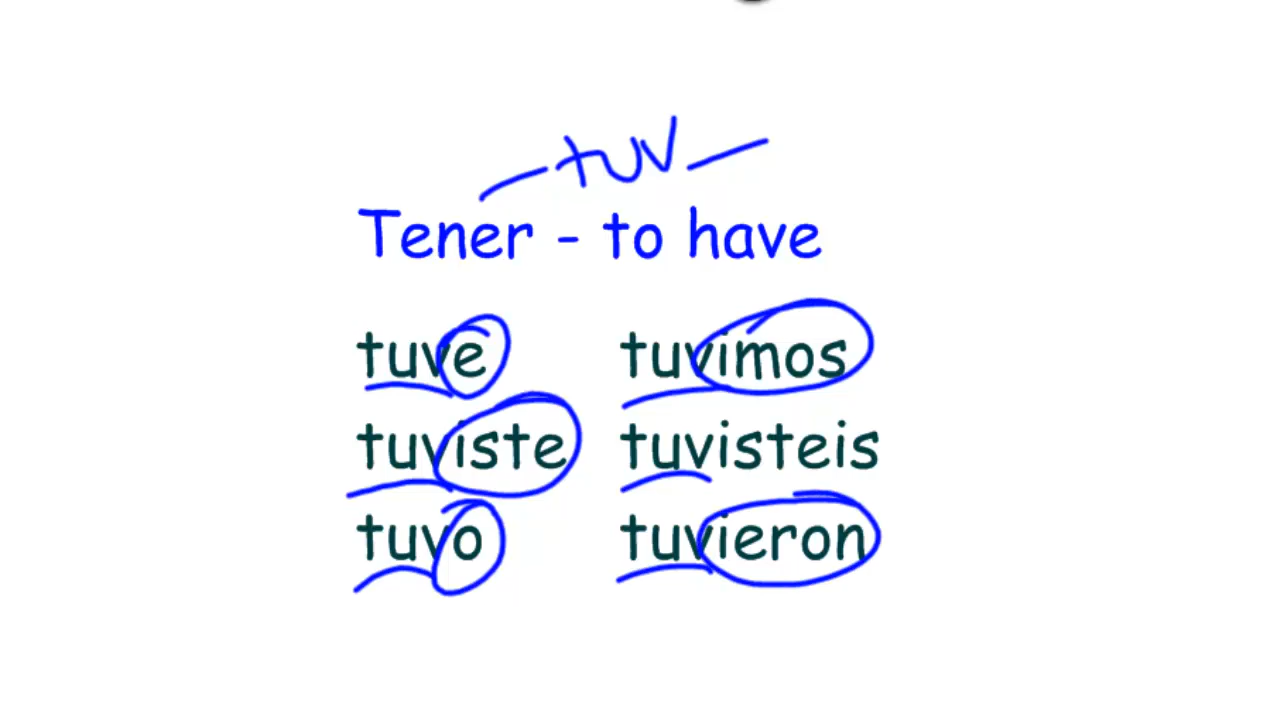 tuv
Tener - to have
tuve tuvimos
tuviste tuvisteis
tuvo tuvieron